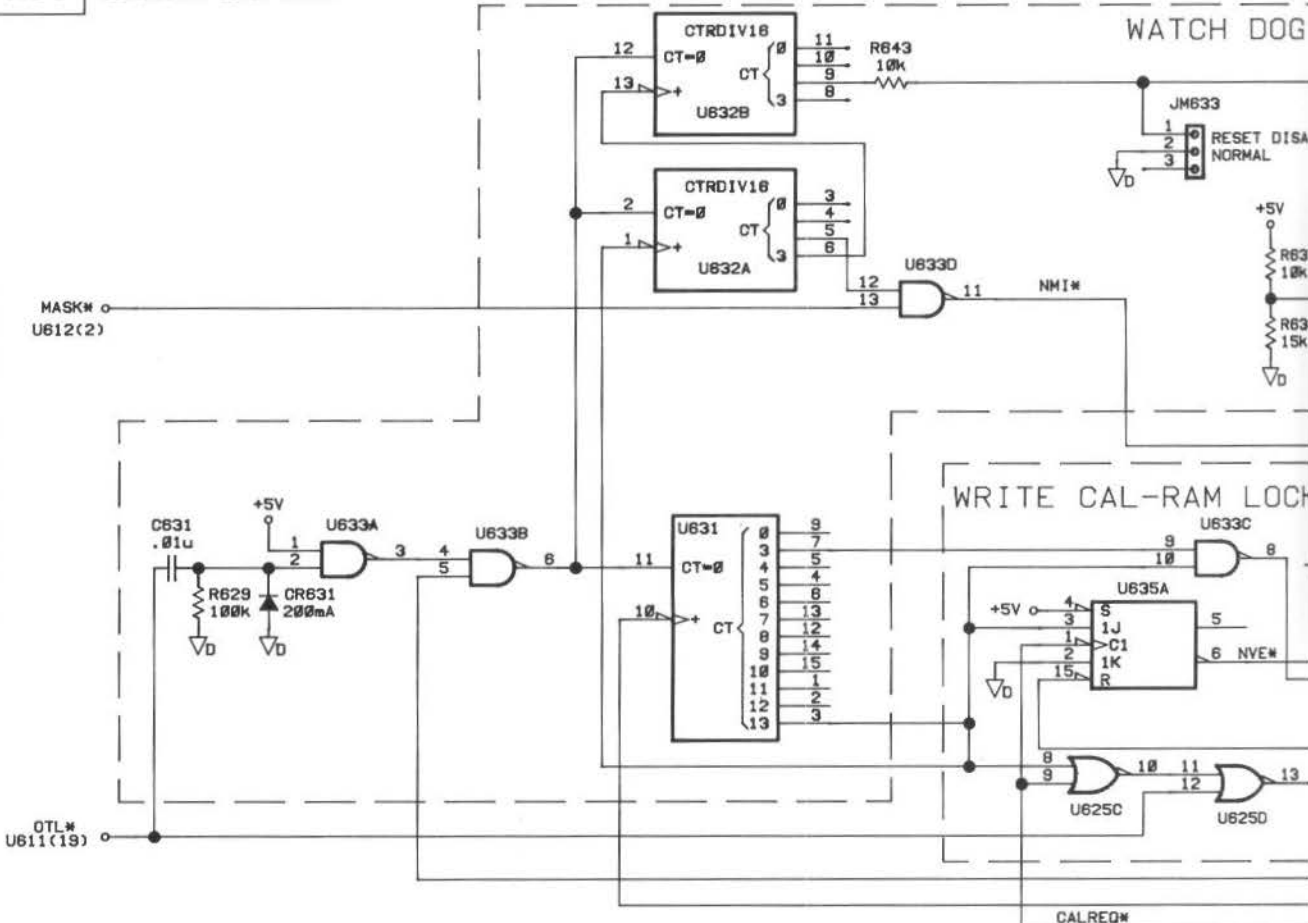 WATCH DOG
CTRDIV16
12
CT=0
13
+
CT
0
3
11
10
9
8
U632B
R643
10k
JM633
1
2
3
RESET
NORMAL
D
CTRDIV16
2
CT=0
1
+
CT
0
3
3
4
5
6
U632A
12
13
U633D
11
NMI*
+5V
10k
15k
D
MASK*
U612(2)
WRITE CAL-RAM
C631
.01u
+5V
U633A
1
2
3
R629
100k
CR631
200mA
D
D
U633B
4
5
6
U631
11
CT=0
10
+
CT
0 9
3 7
4 5
5 4
6 6
7 13
8 12
9 14
10 15
11 1
12 2
13 3
U633C
9
10
8
U635A
+5V
4 S
3 1J
1 C1
2 1K
15 R
5
6 NVE*
D
8
9
10
U625C
11
12
13
U625D
OTL*
U611(19)
CALREQ*